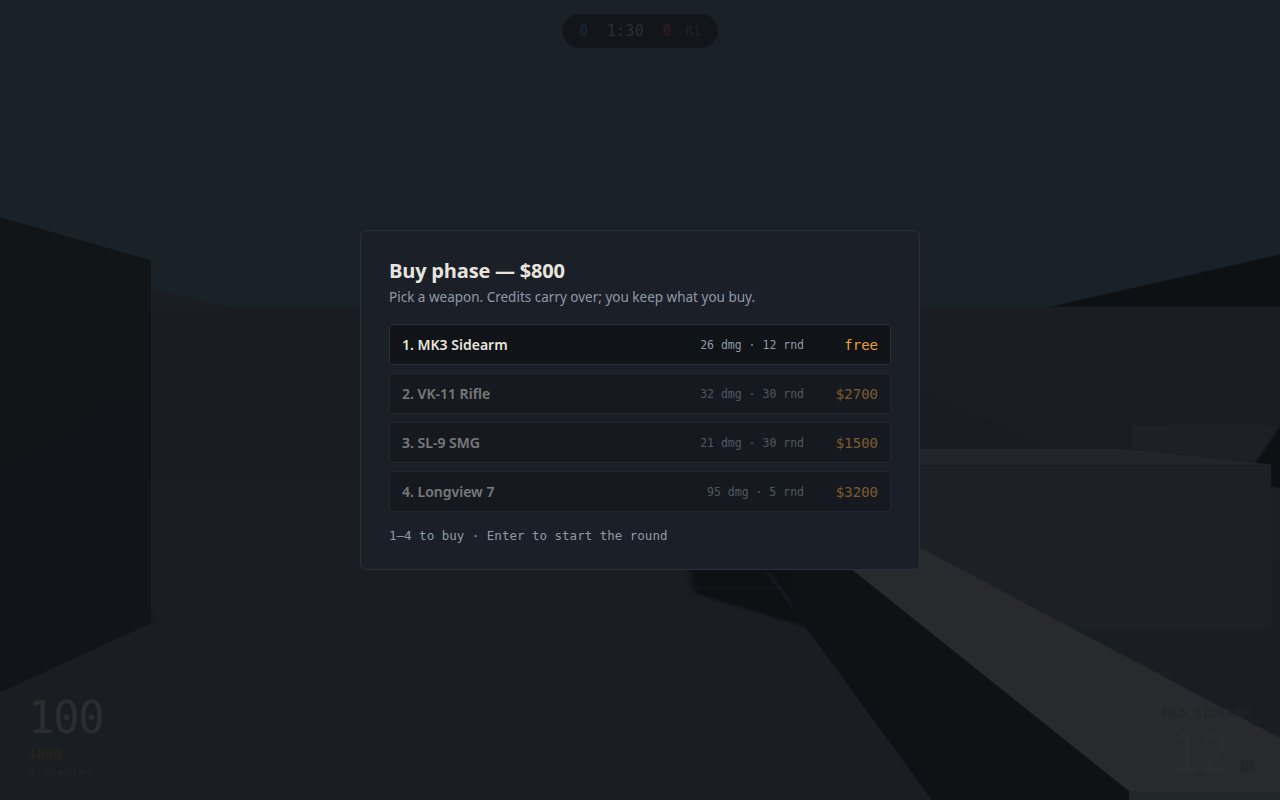 0 1:30 0 R1
Buy phase — $800
Pick a weapon. Credits carry over; you keep what you buy.
1. MK3 Sidearm 26 dmg · 12 rnd free
2. VK-11 Rifle 32 dmg · 30 rnd $2700
3. SL-9 SMG 21 dmg · 30 rnd $1500
4. Longview 7 95 dmg · 5 rnd $3200
1–4 to buy · Enter to start the round
100
$800
5 enemies
MK3 SIDEARM
12 48